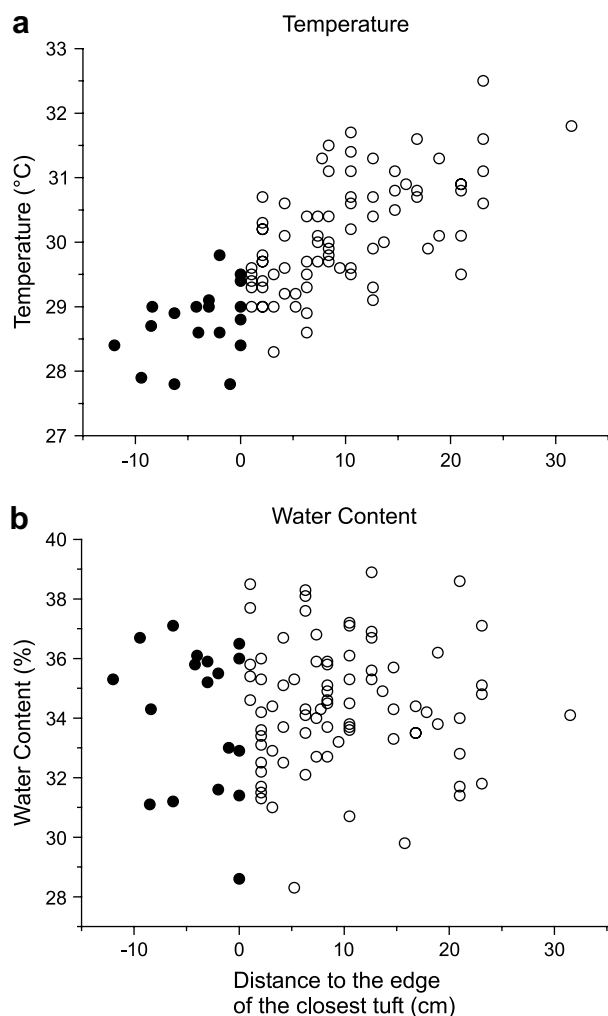 a
Temperature
33
32
31
30
29
28
27
Temperature (°C)
-10 0 10 20 30
b
Water Content
40
38
36
34
32
30
28
Water Content (%)
-10 0 10 20 30
Distance to the edge
of the closest tuft (cm)